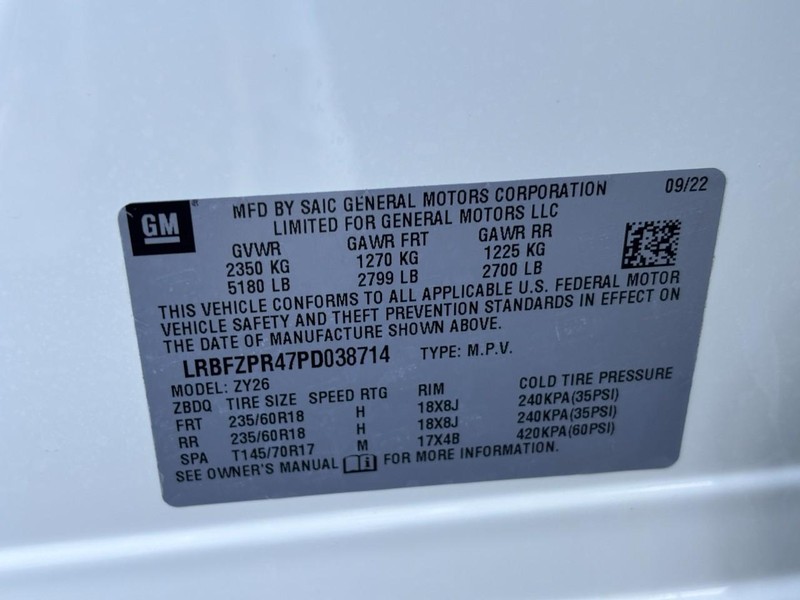 GM
MFD BY SAIC GENERAL MOTORS CORPORATION 09/22
LIMITED FOR GENERAL MOTORS LLC
GVWR GAWR FRT GAWR RR
2350 KG 1270 KG 1225 KG
5180 LB 2799 LB 2700 LB
THIS VEHICLE CONFORMS TO ALL APPLICABLE U.S. FEDERAL MOTOR
VEHICLE SAFETY AND THEFT PREVENTION STANDARDS IN EFFECT ON
THE DATE OF MANUFACTURE SHOWN ABOVE.
LRBFZPR47PD038714 TYPE: M.P.V.
MODEL: ZY26
ZBDQ TIRE SIZE SPEED RTG RIM COLD TIRE PRESSURE
FRT 235/60R18 H 18X8J 240KPA(35PSI)
RR 235/60R18 H 18X8J 240KPA(35PSI)
SPA T145/70R17 M 17X4B 420KPA(60PSI)
SEE OWNER'S MANUAL FOR MORE INFORMATION.